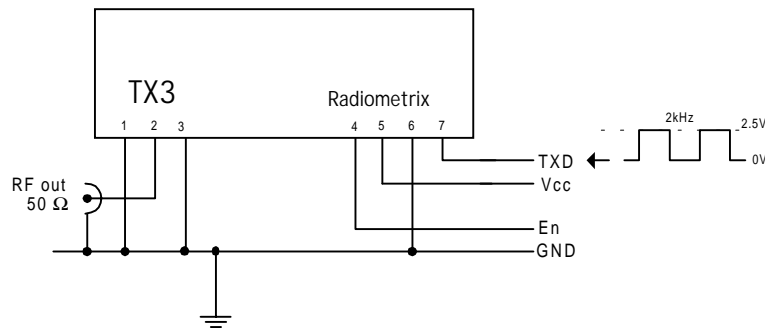 TX3
Radiometrix
1 2 3 4 5 6 7
2kHz
2.5V
0V
TXD
Vcc
RF out
50 Ω
En
GND